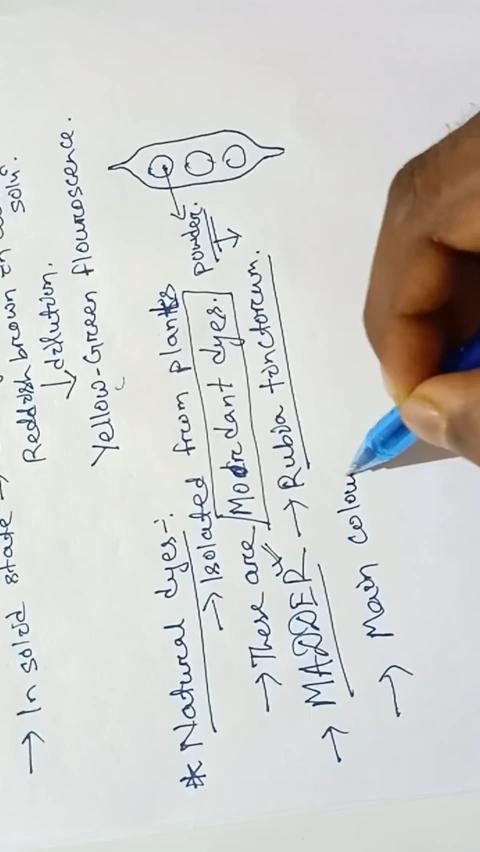 → In solid state →
Reddish brown in
soln.
↓ dilution.
Yellow-Green flouroscence.
* Natural dyes-:
→ Isolated from plants
powder.
→ These are Mordant dyes.
→ MADDER → Rubia tinctorum.
→ Main colou